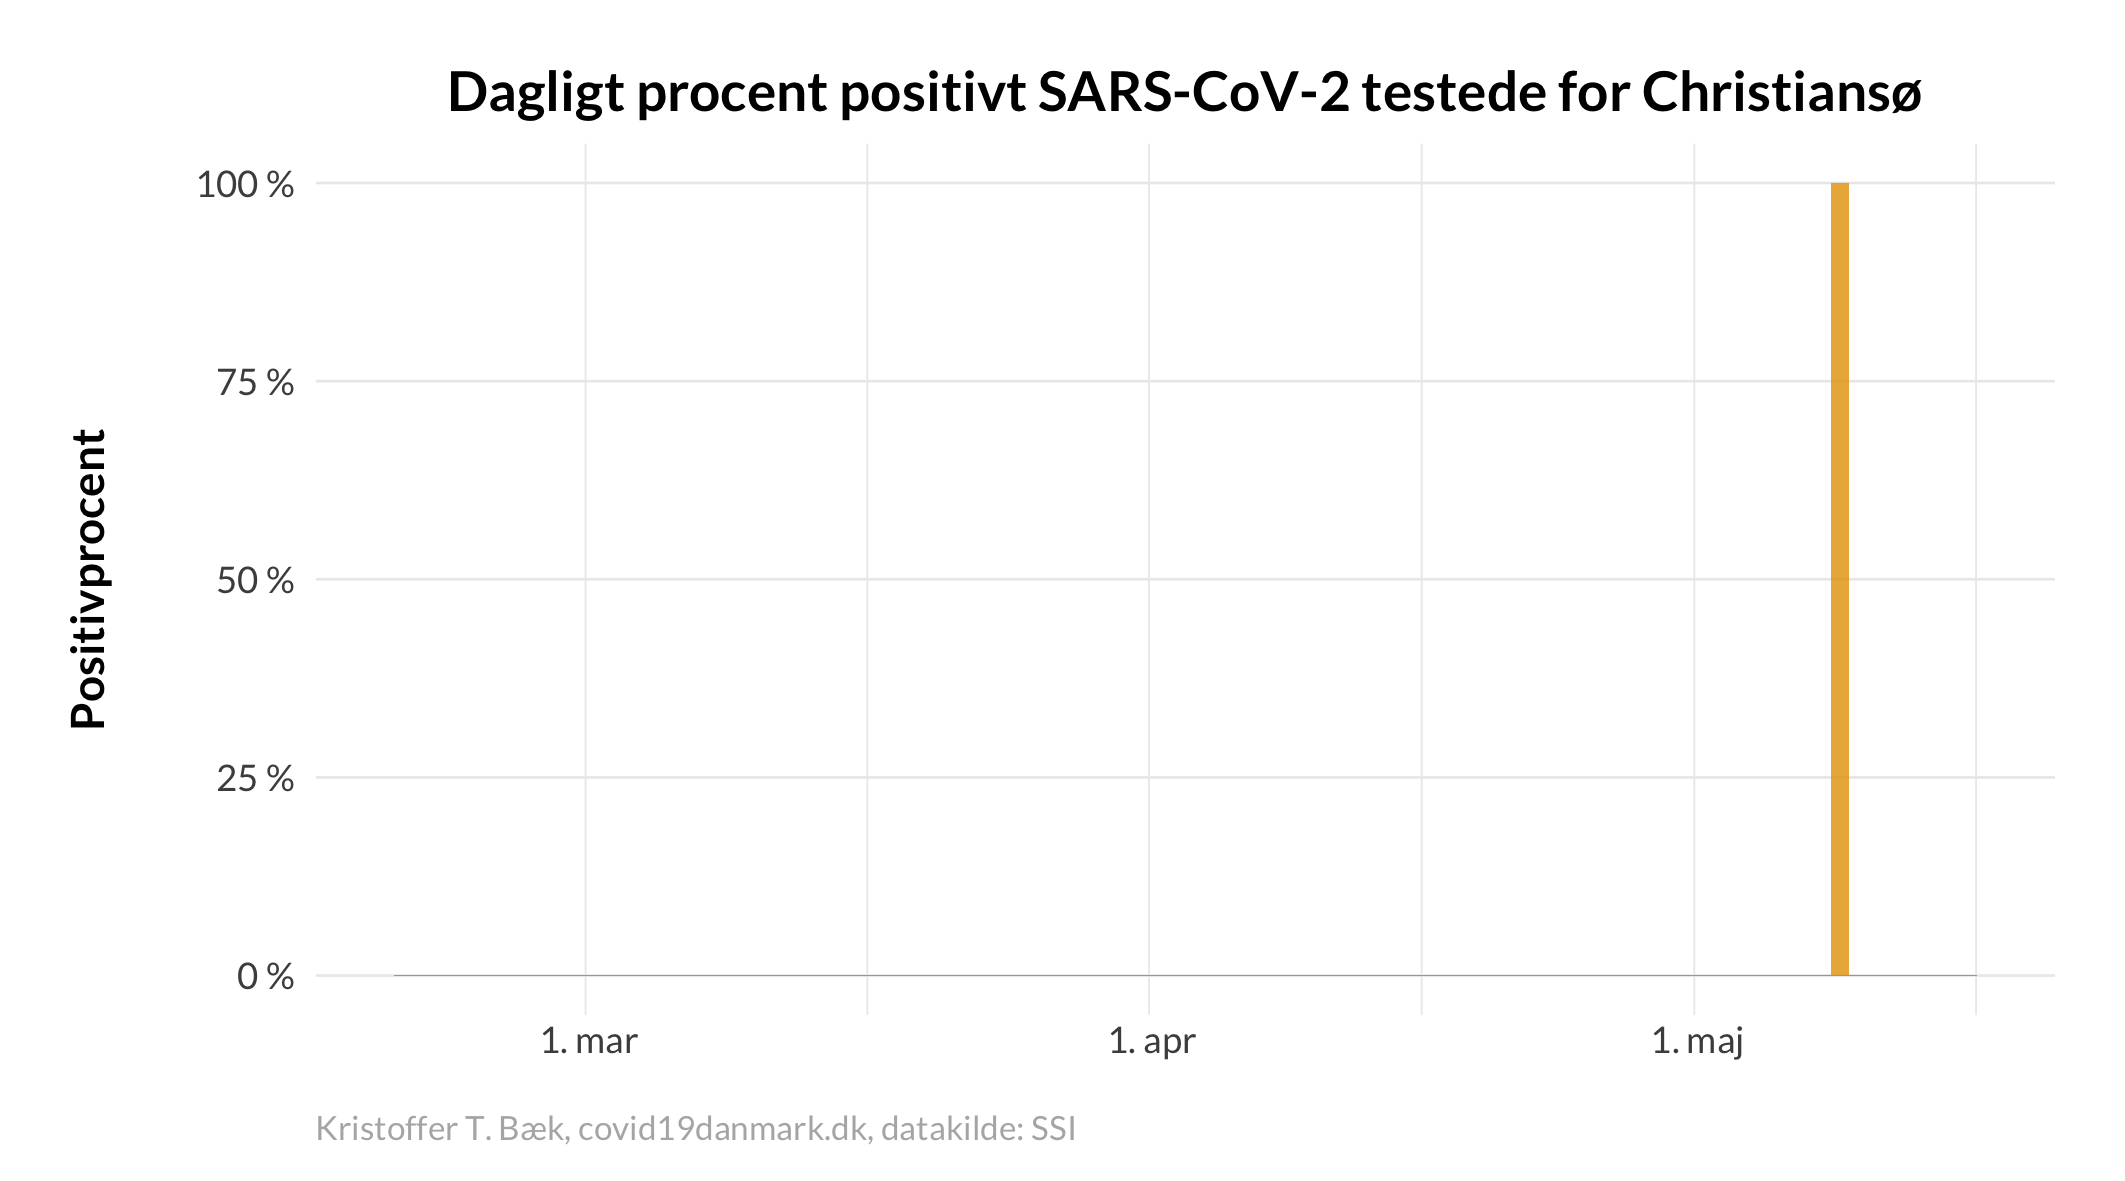 Dagligt procent positivt SARS-CoV-2 testede for Christiansø
Positivprocent
100 %
75 %
50 %
25 %
0 %
1. mar
1. apr
1. maj
Kristoffer T. Bæk, covid19danmark.dk, datakilde: SSI